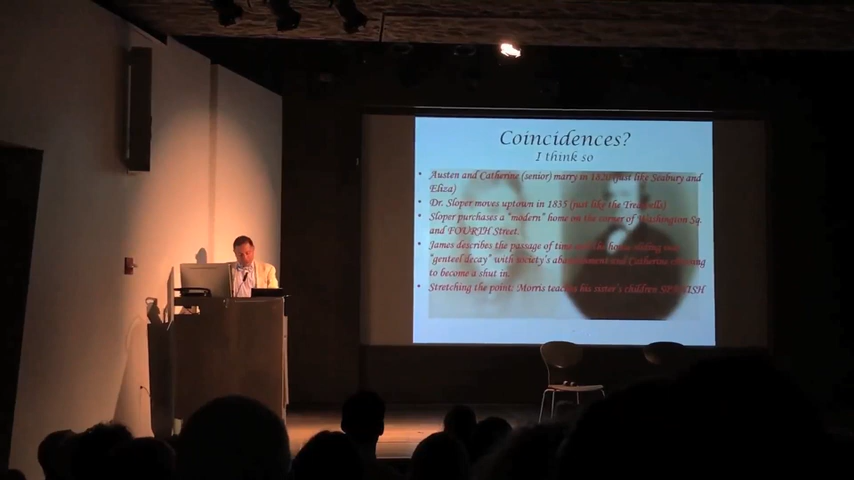 Coincidences?
I think so
• Austen and Catherine (senior) marry in 1820 (just like Seabury and
Eliza)
• Dr. Sloper moves uptown in 1835 (just like the Treadwells)
• Sloper purchases a "modern" home on the corner of Washington Sq.
and FOURTH Street.
• James describes the passage of time with the house sliding into
"genteel decay" with society's abandonment and Catherine
to become a shut in.
• Stretching the point: Morris teaches his sister's children SPANISH